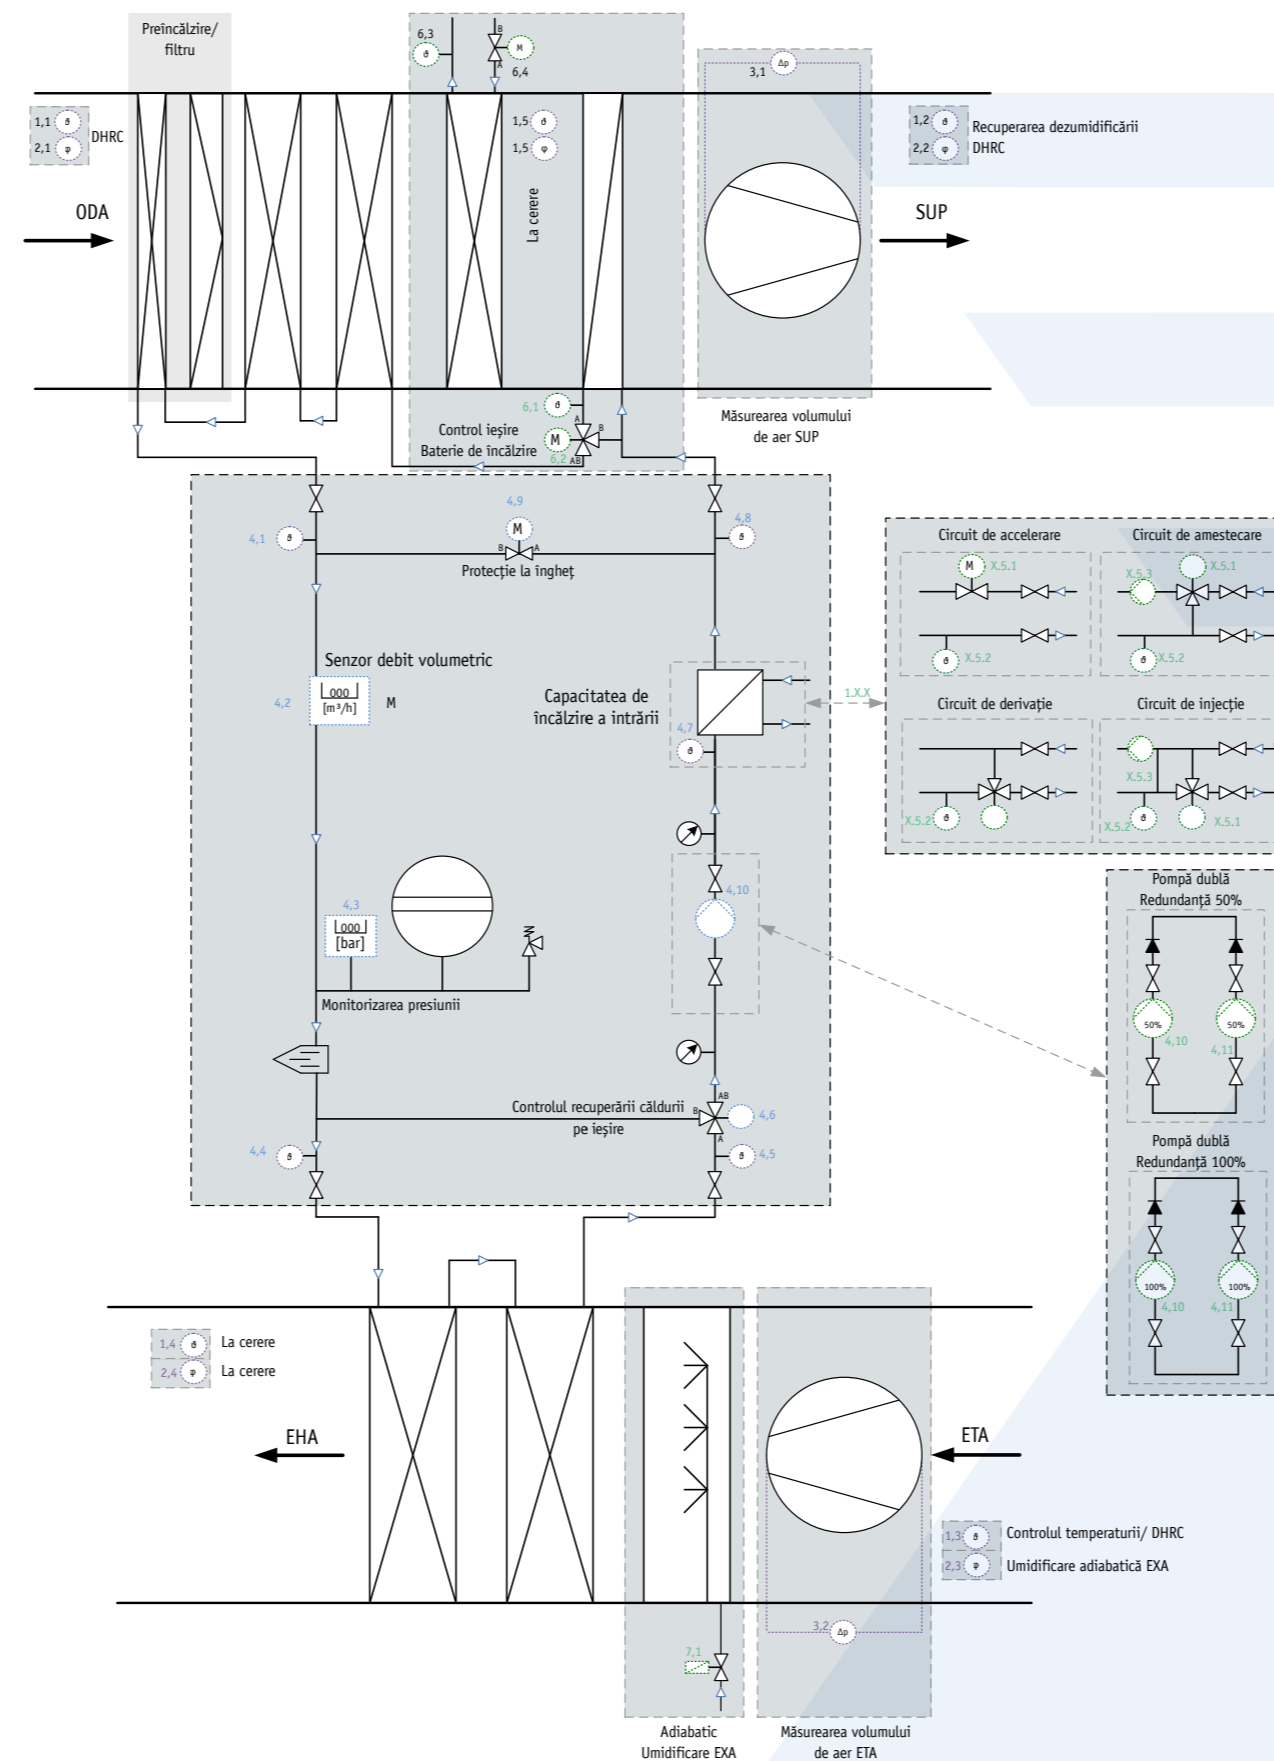 Preîncălzire/
filtru
6,3
ϑ
B
M
A
6,4
3,1
Δp
1,1
ϑ
2,1
φ
DHRC
1,5
ϑ
1,5
φ
La cerere
1,2
ϑ
2,2
φ
Recuperarea dezumidificării
DHRC
ODA
SUP
6,1
ϑ
A
B
M
AB
6,2
Control ieșire
Baterie de încălzire
Măsurearea volumului
de aer SUP
4,9
M
B
A
4,1
ϑ
4,8
ϑ
Protecție la îngheț
Circuit de accelerare
M
X.5.1
ϑ
X.5.2
Circuit de amestecare
X.5.3
X.5.1
ϑ
X.5.2
Senzor debit volumetric
4,2
000
[m³/h]
M
Capacitatea de
încălzire a intrării
4,7
ϑ
1.X.X
Circuit de derivație
X.5.2
ϑ
Circuit de injecție
X.5.3
X.5.2
ϑ
X.5.1
4,3
000
[bar]
4,10
Monitorizarea presiunii
Pompă dublă
Redundanță 50%
50%
50%
4,10
4,11
Controlul recuperării căldurii
pe ieșire
AB
B
A
4,6
4,4
ϑ
4,5
ϑ
Pompă dublă
Redundanță 100%
100%
100%
4,10
4,11
1,4
ϑ
La cerere
2,4
φ
La cerere
EHA
ETA
1,3
ϑ
Controlul temperaturii/ DHRC
2,3
φ
Umidificare adiabatică EXA
3,2
Δp
7,1
Adiabatic
Umidificare EXA
Măsurearea volumului
de aer ETA